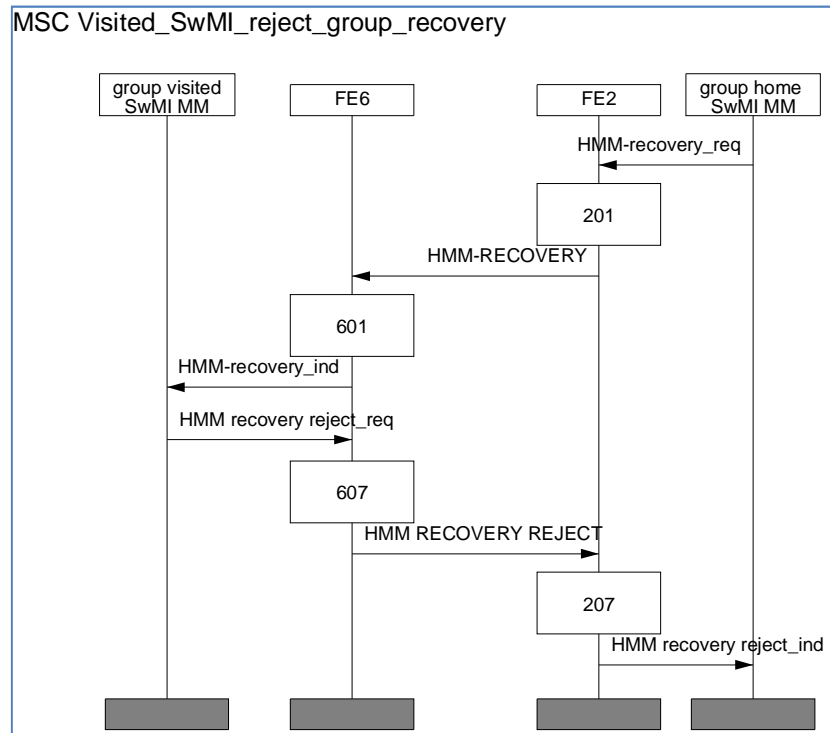 MSC Visited_SwMI_reject_group_recovery
group visited
SwMI MM
FE6
FE2
group home
SwMI MM
HMM-recovery_req
201
HMM-RECOVERY
601
HMM-recovery_ind
HMM recovery reject_req
607
HMM RECOVERY REJECT
207
HMM recovery reject_ind